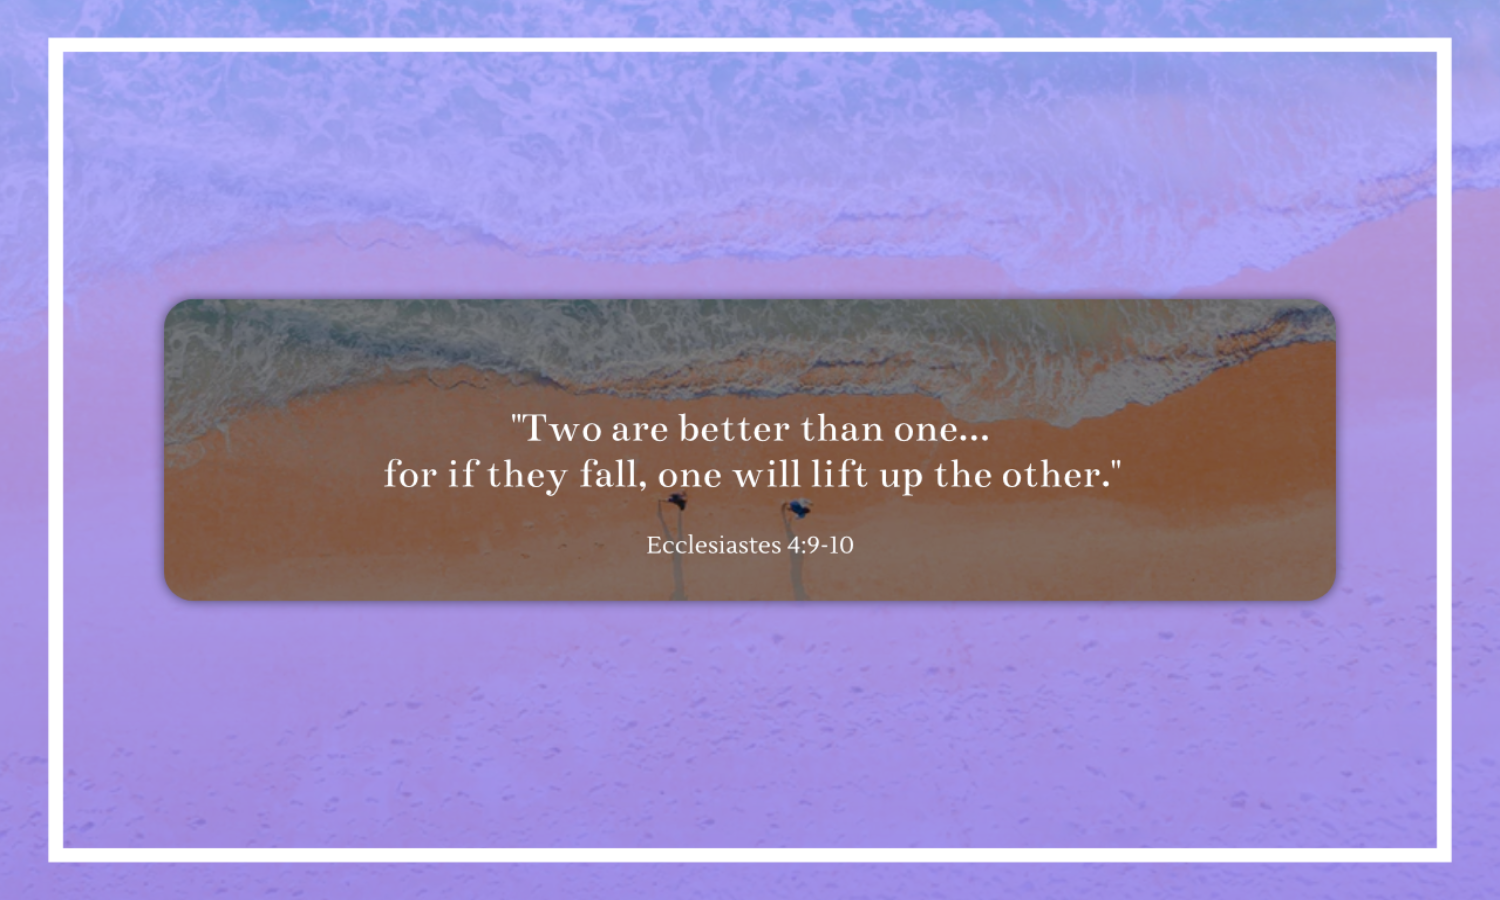 "Two are better than one...
for if they fall, one will lift up the other."
Ecclesiastes 4:9-10